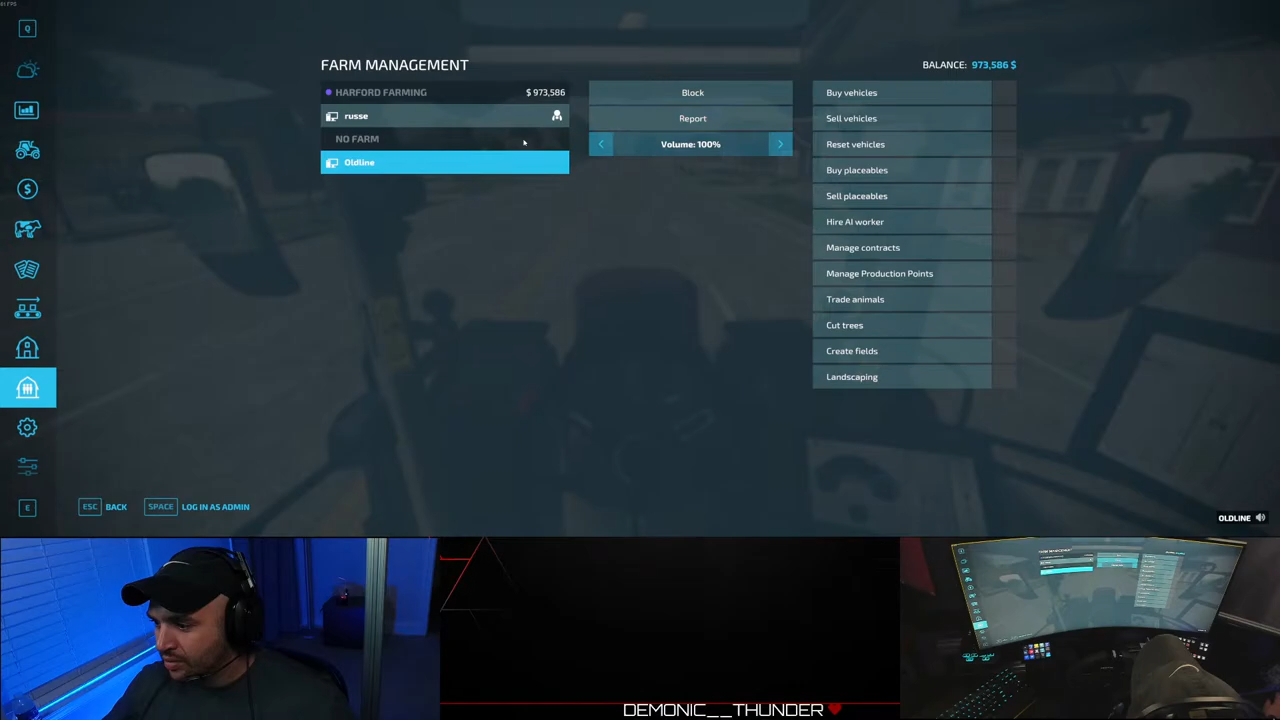 61 FPS
Q
FARM MANAGEMENT
BALANCE: 973,586 $
HARFORD FARMING $ 973,586
russe
NO FARM
Oldline
Block
Report
Volume: 100%
Buy vehicles
Sell vehicles
Reset vehicles
Buy placeables
Sell placeables
Hire AI worker
Manage contracts
Manage Production Points
Trade animals
Cut trees
Create fields
Landscaping
E
ESC BACK SPACE LOG IN AS ADMIN
OLDLINE
DEMONIC__THUNDER